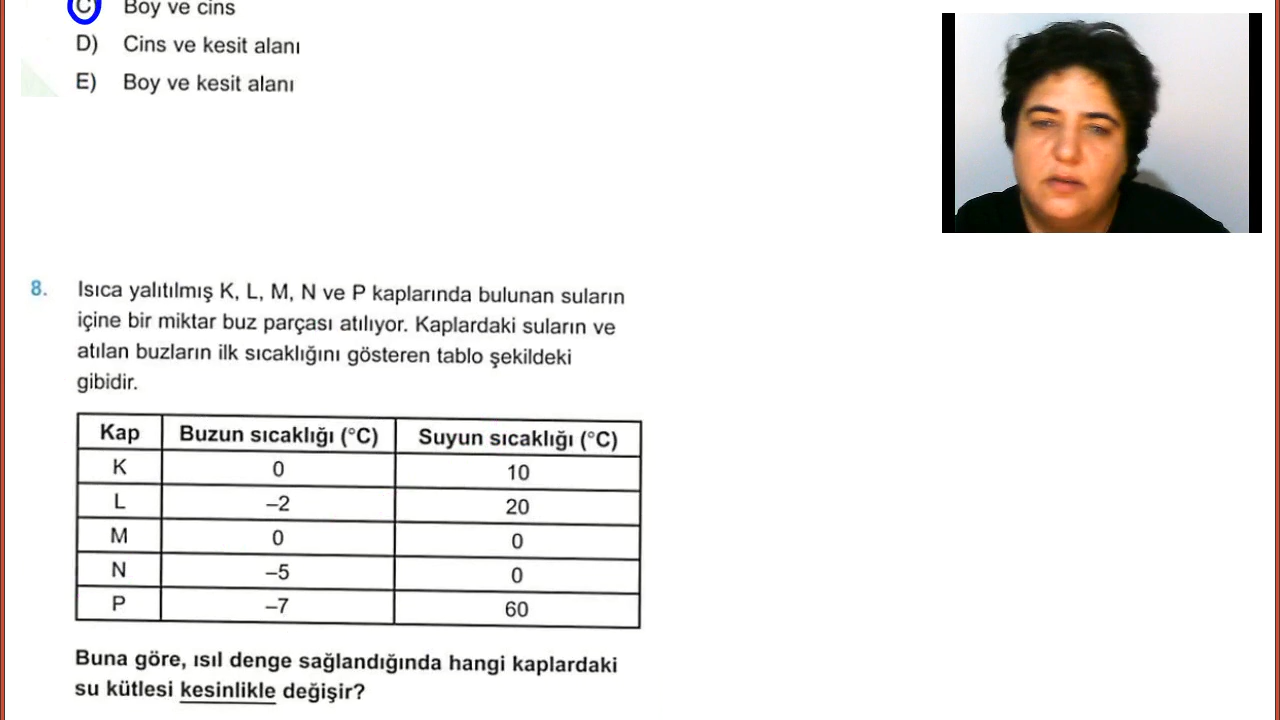 C) Boy ve cins
D) Cins ve kesit alanı
E) Boy ve kesit alanı
8. Isıca yalıtılmış K, L, M, N ve P kaplarında bulunan suların
içine bir miktar buz parçası atılıyor. Kaplardaki suların ve
atılan buzların ilk sıcaklığını gösteren tablo şekildeki
gibidir.
Kap Buzun sıcaklığı (°C) Suyun sıcaklığı (°C)
K 0 10
L –2 20
M 0 0
N –5 0
P –7 60
Buna göre, ısıl denge sağlandığında hangi kaplardaki
su kütlesi kesinlikle değişir?